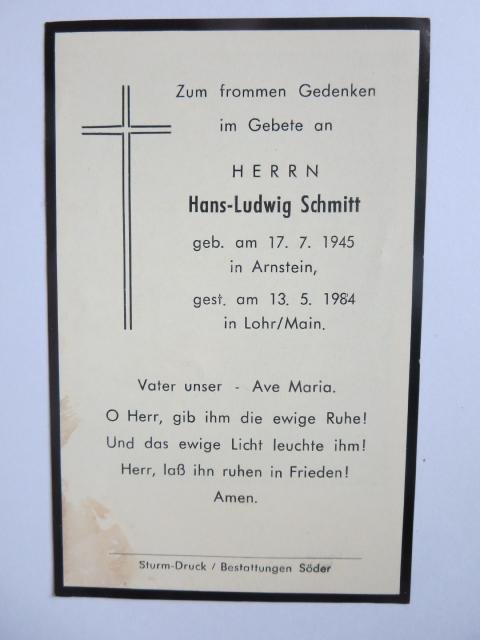 Zum frommen Gedenken
im Gebete an
HERRN
Hans-Ludwig Schmitt
geb. am 17. 7. 1945
in Arnstein,
gest. am 13. 5. 1984
in Lohr/Main.
Vater unser - Ave Maria.
O Herr, gib ihm die ewige Ruhe!
Und das ewige Licht leuchte ihm!
Herr, laß ihn ruhen in Frieden!
Amen.
Sturm-Druck / Bestattungen Söder